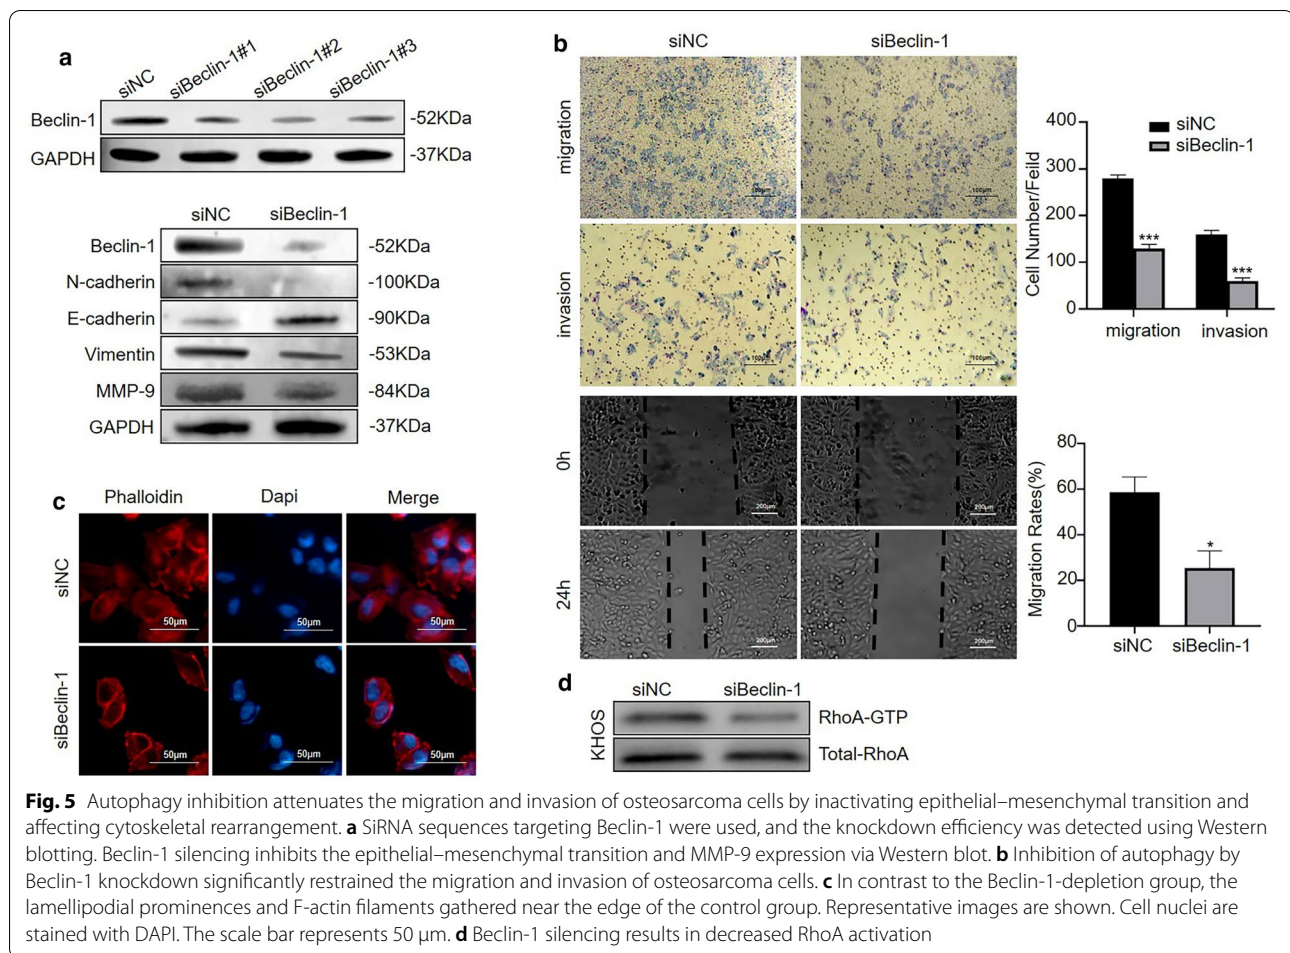 a
siNC
siBeclin-1#1
siBeclin-1#2
siBeclin-1#3
Beclin-1
-52KDa
GAPDH
-37KDa
siNC siBeclin-1
Beclin-1
-52KDa
N-cadherin
-100KDa
E-cadherin
-90KDa
Vimentin
-53KDa
MMP-9
-84KDa
GAPDH
-37KDa
b
siNC
siBeclin-1
migration
100μm
100μm
invasion
100μm
100μm
0h
200μm
200μm
24h
200μm
200μm
Cell Number/Feild
400
300
200
100
0
siNC
siBeclin-1
***
***
migration invasion
Migration Rates(%)
80
60
40
20
0
*
siNC siBeclin-1
c
Phalloidin Dapi Merge
siNC
50μm
50μm
50μm
siBeclin-1
50μm
50μm
50μm
d
siNC siBeclin-1
KHOS
RhoA-GTP
Total-RhoA
Fig. 5 Autophagy inhibition attenuates the migration and invasion of osteosarcoma cells by inactivating epithelial–mesenchymal transition and
affecting cytoskeletal rearrangement. a SiRNA sequences targeting Beclin-1 were used, and the knockdown efficiency was detected using Western
blotting. Beclin-1 silencing inhibits the epithelial–mesenchymal transition and MMP-9 expression via Western blot. b Inhibition of autophagy by
Beclin-1 knockdown significantly restrained the migration and invasion of osteosarcoma cells. c In contrast to the Beclin-1-depletion group, the
lamellipodial prominences and F-actin filaments gathered near the edge of the control group. Representative images are shown. Cell nuclei are
stained with DAPI. The scale bar represents 50 μm. d Beclin-1 silencing results in decreased RhoA activation